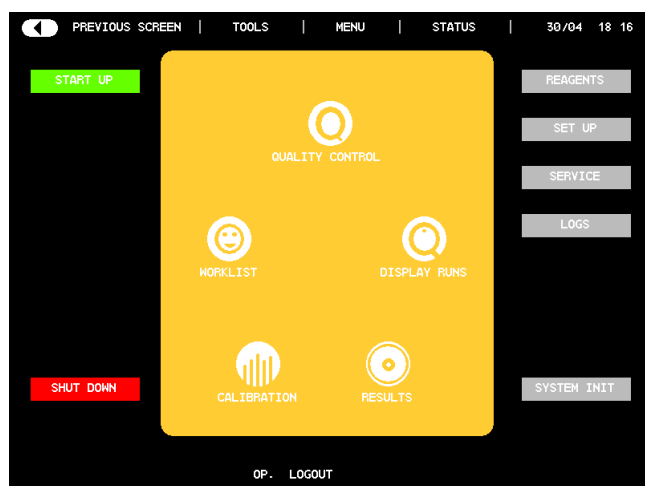 PREVIOUS SCREEN | TOOLS | MENU | STATUS | 30/04 18 16
START UP
REAGENTS
SET UP
QUALITY CONTROL
SERVICE
LOGS
WORKLIST
DISPLAY RUNS
SHUT DOWN
CALIBRATION
RESULTS
SYSTEM INIT
OP. LOGOUT